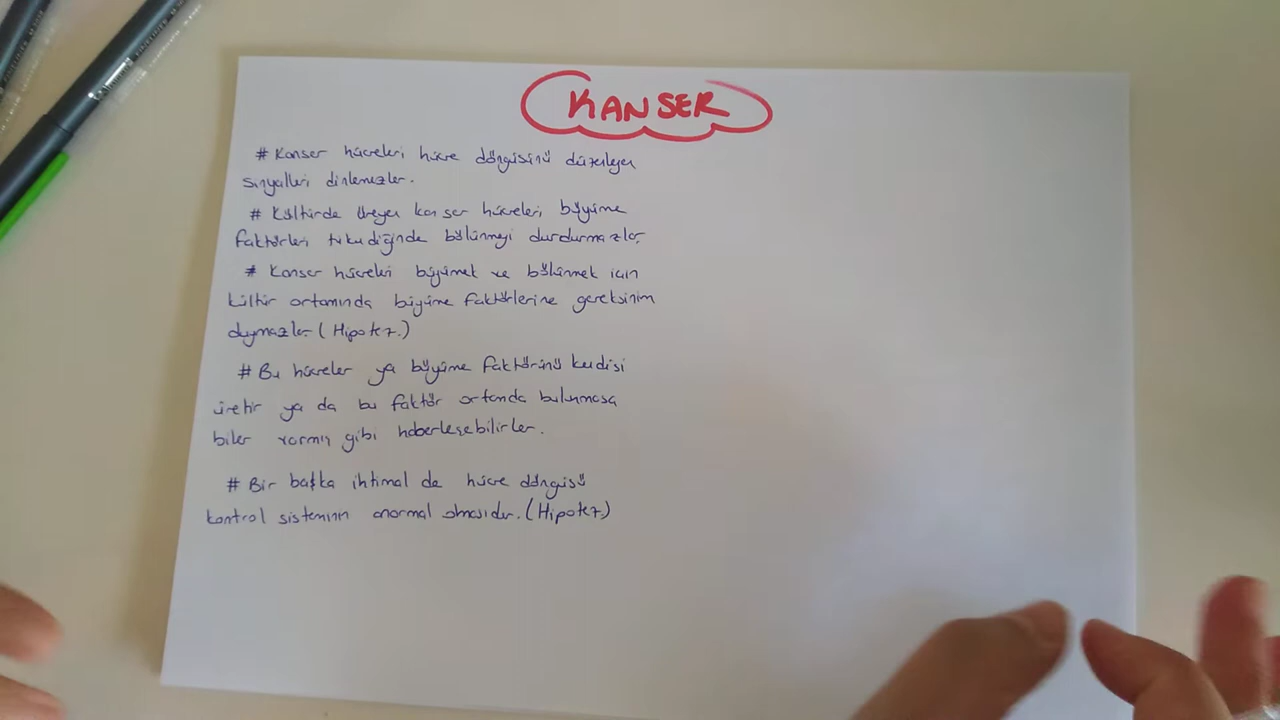 KANSER
# Kanser hücreleri hücre döngüsünü düzenleyen
sinyalleri dinlemezler.
# Kültürde üreyen kanser hücreleri, büyüme
faktörleri tükendiğinde bölünmeyi durdurmazlar.
# Kanser hücreleri büyümek ve bölünmek için
kültür ortamında büyüme faktörlerine gereksinim
duymazlar. (Hipotez.)
# Bu hücreler ya büyüme faktörünü kendisi
üretir ya da bu faktör ortamda bulunmasa
bile varmış gibi haberleşebilirler.
# Bir başka ihtimal de hücre döngüsü
kontrol sisteminin anormal olmasıdır. (Hipotez)